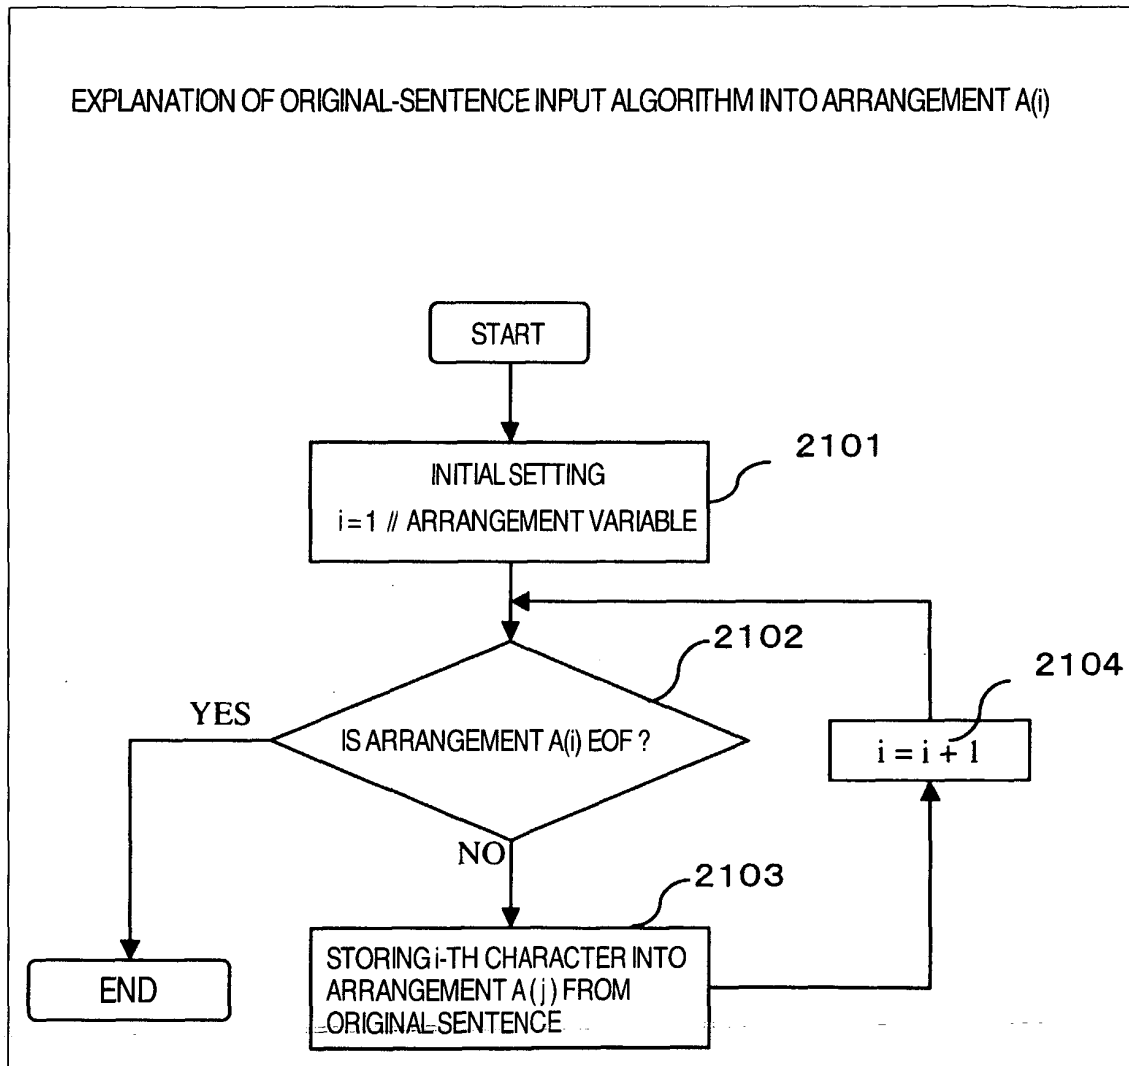 EXPLANATION OF ORIGINAL-SENTENCE INPUT ALGORITHM INTO ARRANGEMENT A(i)
START
2101
INITIAL SETTING
i=1 // ARRANGEMENT VARIABLE
2102
2104
YES
IS ARRANGEMENT A(i) EOF ?
i = i + 1
NO
2103
STORING i-TH CHARACTER INTO
ARRANGEMENT A(j) FROM
ORIGINAL-SENTENCE
END